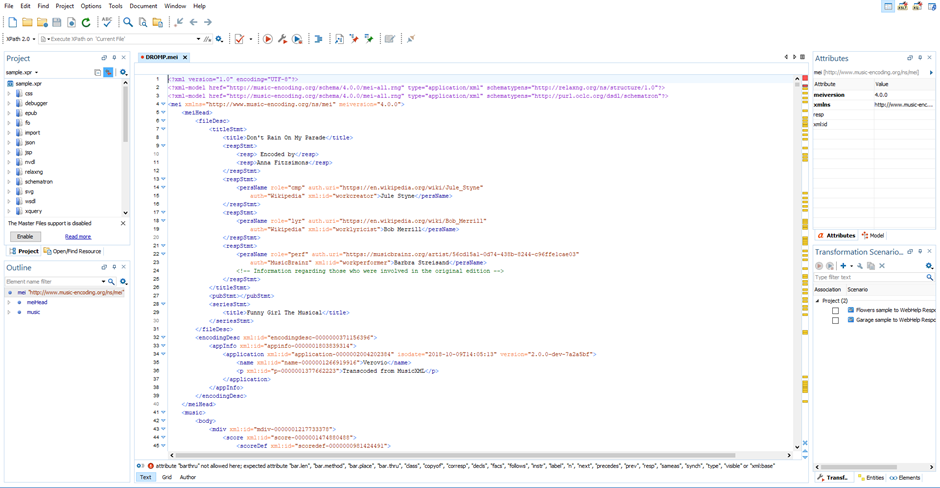 File Edit Find Project Options Tools Document Window Help
XPath 2.0 Execute XPath on 'Current File'
Project
sample.xpr
sample.xpr
css
debugger
epub
fo
import
json
jsp
nvdl
relaxng
schematron
svg
wsdl
xquery
The Master Files support is disabled
Enable Read more
Project Open/Find Resource
Outline
Element name filter
mei "http://www.music-encoding.org/ns/mei"
meiHead
music
DROMP.mei
1 <?xml version="1.0" encoding="UTF-8"?>
2 <?xml-model href="http://music-encoding.org/schema/4.0.0/mei-all.rng" type="application/xml" schematypens="http://relaxng.org/ns/structure/1.0"?>
3 <?xml-model href="http://music-encoding.org/schema/4.0.0/mei-all.rng" type="application/xml" schematypens="http://purl.oclc.org/dsdl/schematron"?>
4 <mei xmlns="http://www.music-encoding.org/ns/mei" meiversion="4.0.0">
5 <meiHead>
6 <fileDesc>
7 <titleStmt>
8 <title>Don't Rain On My Parade</title>
9 <respStmt>
10 <resp> Encoded by</resp>
11 <resp>Anna Fitzsimons</resp>
12 </respStmt>
13 <respStmt>
14 <persName role="cmp" auth.uri="https://en.wikipedia.org/wiki/Jule_Styne"
15 auth="Wikipedia" xml:id="workcreator">Jule Styne</persName>
16 </respStmt>
17 <respStmt>
18 <persName role="lyr" auth.uri="https://en.wikipedia.org/wiki/Bob_Merrill"
19 auth="Wikipedia" xml:id="worklyricist">Bob Merrill</persName>
20 </respStmt>
21 <respStmt>
22 <persName role="perf" auth.uri="https://musicbrainz.org/artist/56cd15a1-0d74-435b-8244-c96ffe1cae03"
23 auth="MusicBrainz" xml:id="workperformer">Barbra Streisand</persName>
24 <!-- Information regarding those who were involved in the original edition -->
25 </respStmt>
26 </titleStmt>
27 <pubStmt></pubStmt>
28 <seriesStmt>
29 <title>Funny Girl The Musical</title>
30 </seriesStmt>
31 </fileDesc>
32 <encodingDesc xml:id="encodingdesc-0000000371156396">
33 <appInfo xml:id="appinfo-0000001803839314">
34 <application xml:id="application-0000002004202384" isodate="2018-10-09T14:05:13" version="2.0.0-dev-7a2a5bf">
35 <name xml:id="name-0000001266919916">Verovio</name>
36 <p xml:id="p-0000001377662223">Transcoded from MusicXML</p>
37 </application>
38 </appInfo>
39 </encodingDesc>
40 </meiHead>
41 <music>
42 <body>
43 <mdiv xml:id="mdiv-0000001217733378">
44 <score xml:id="score-0000001474880488">
45 <scoreDef xml:id="scoredef-0000000901424491">
attribute "barthru" not allowed here; expected attribute "bar.len", "bar.method", "bar.place", "bar.thru", "class", "copyof", "corresp", "decls", "facs", "follows", "instr", "label", "n", "next", "precedes", "prev", "resp", "sameas", "synch", "type", "visible" or "xml:base"
Text Grid Author
Attributes
mei [http://www.music-encoding.org/ns/mei]
Attribute Value
meiversion 4.0.0
xmlns http://www.music-enc...
resp
xml:id
Attributes Model
Transformation Scenario...
Type filter text
Association Scenario
Project (2)
Flowers sample to WebHelp Respo
Garage sample to WebHelp Respo
Transf... Entities Elements